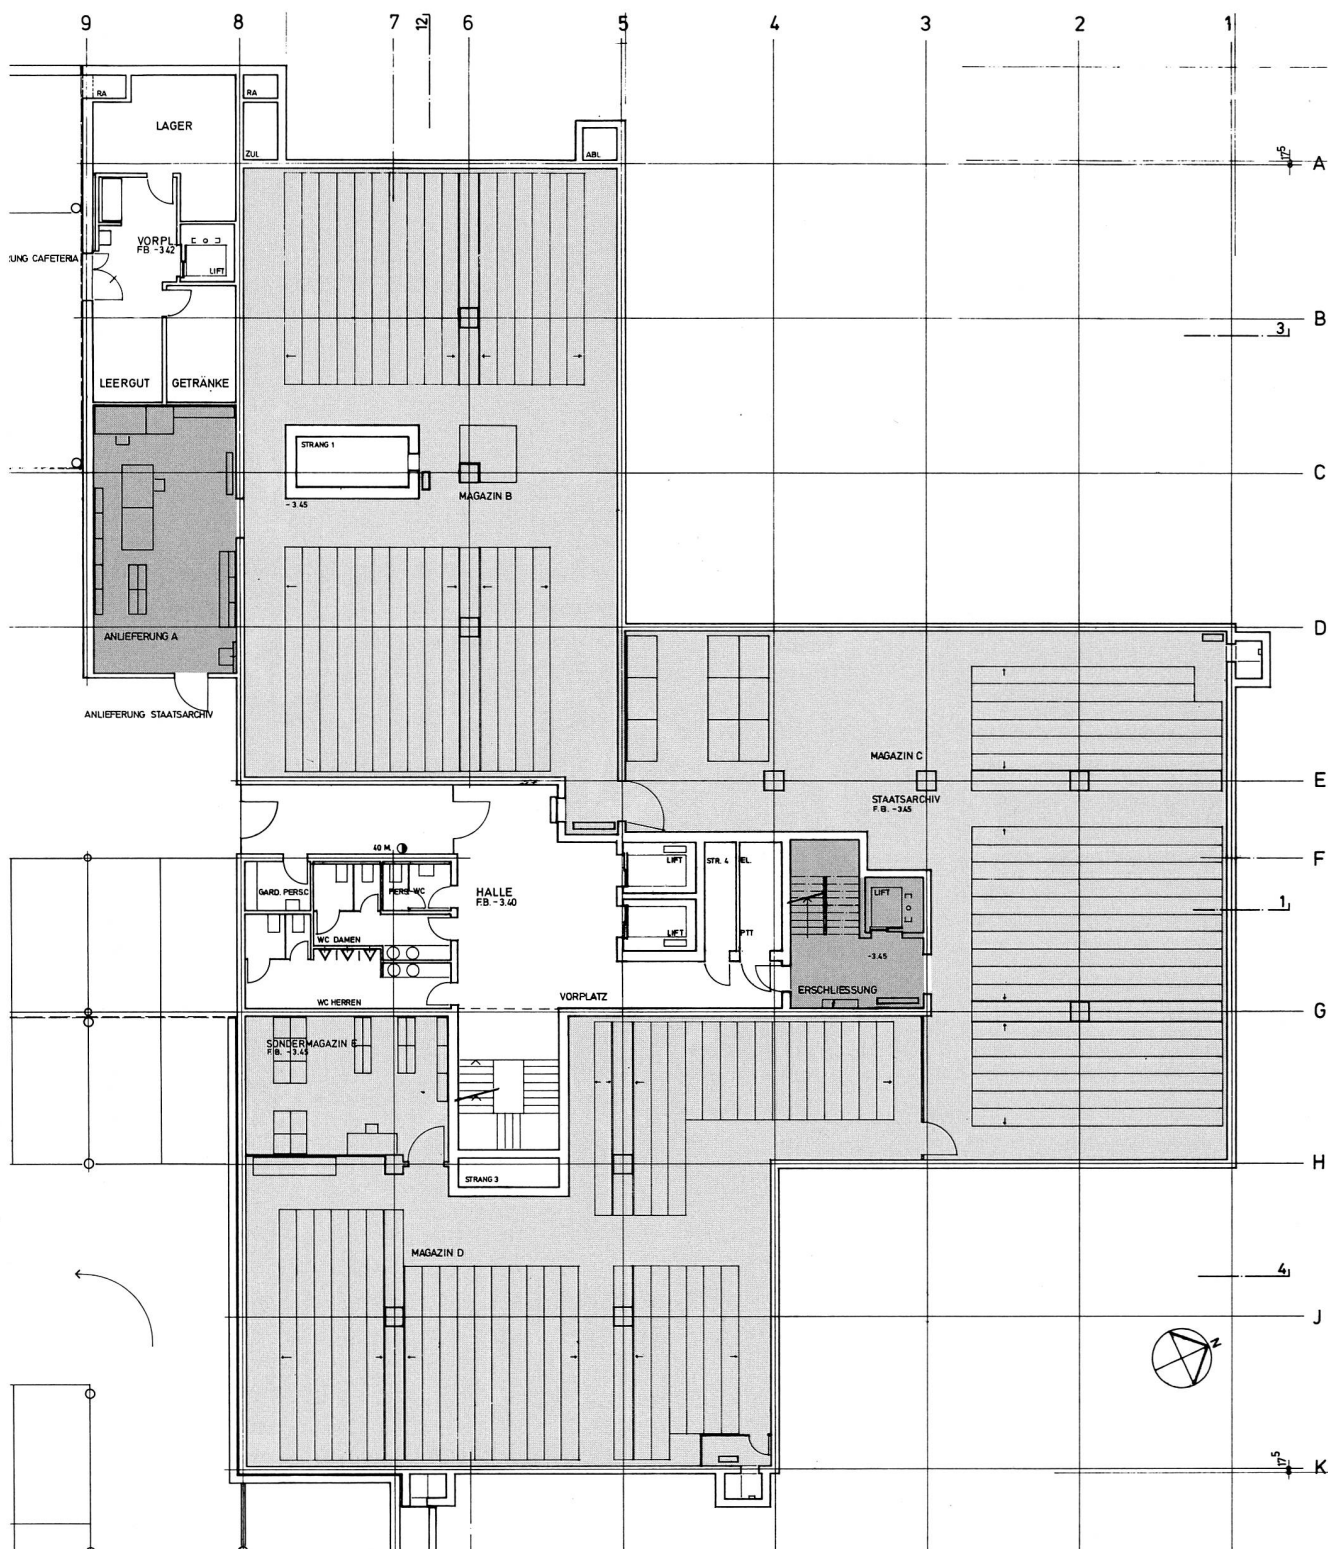 9 8 7 12 6 5 4 3 2 1
RA RA
LAGER
ZUL. ABL.
17⁵ A
VORPL.
F.B. -3.42
LIFT
RUNG CAFETERIA
B
3
LEERGUT GETRÄNKE
STRANG 1
C
MAGAZIN B
-3.45
D
ANLIEFERUNG A
ANLIEFERUNG STAATSARCHIV
MAGAZIN C
E
STAATSARCHIV
F.B. -3.45
40 M.
LIFT STR. 4 EL. F
GARD. PERS. PERS. WC
HALLE
F.B. -3.40
LIFT
1
WC DAMEN LIFT PTT
-3.45
ERSCHLIESSUNG
WC HERREN VORPLATZ
G
SONDERMAGAZIN E
F.B. -3.45
H
STRANG 3
MAGAZIN D
4
J
N
17⁵ K